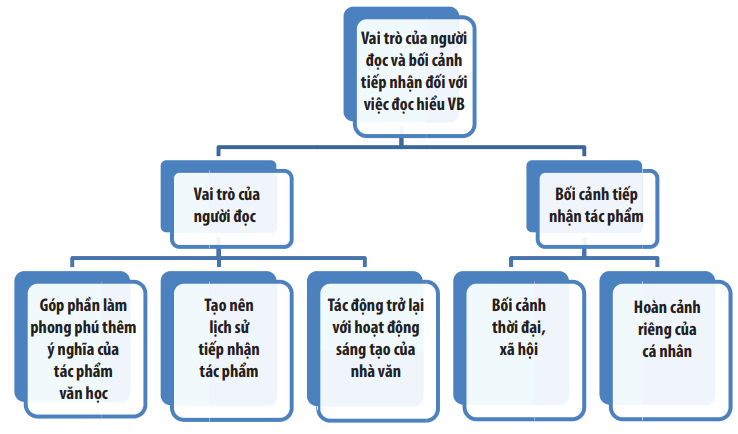 Vai trò của người
đọc và bối cảnh
tiếp nhận đối với
việc đọc hiểu VB
Vai trò của
người đọc
Bối cảnh tiếp
nhận tác phẩm
Góp phần làm
phong phú thêm
ý nghĩa của
tác phẩm
văn học
Tạo nên
lịch sử
tiếp nhận
tác phẩm
Tác động trở lại
với hoạt động
sáng tạo của
nhà văn
Bối cảnh
thời đại,
xã hội
Hoàn cảnh
riêng của
cá nhân